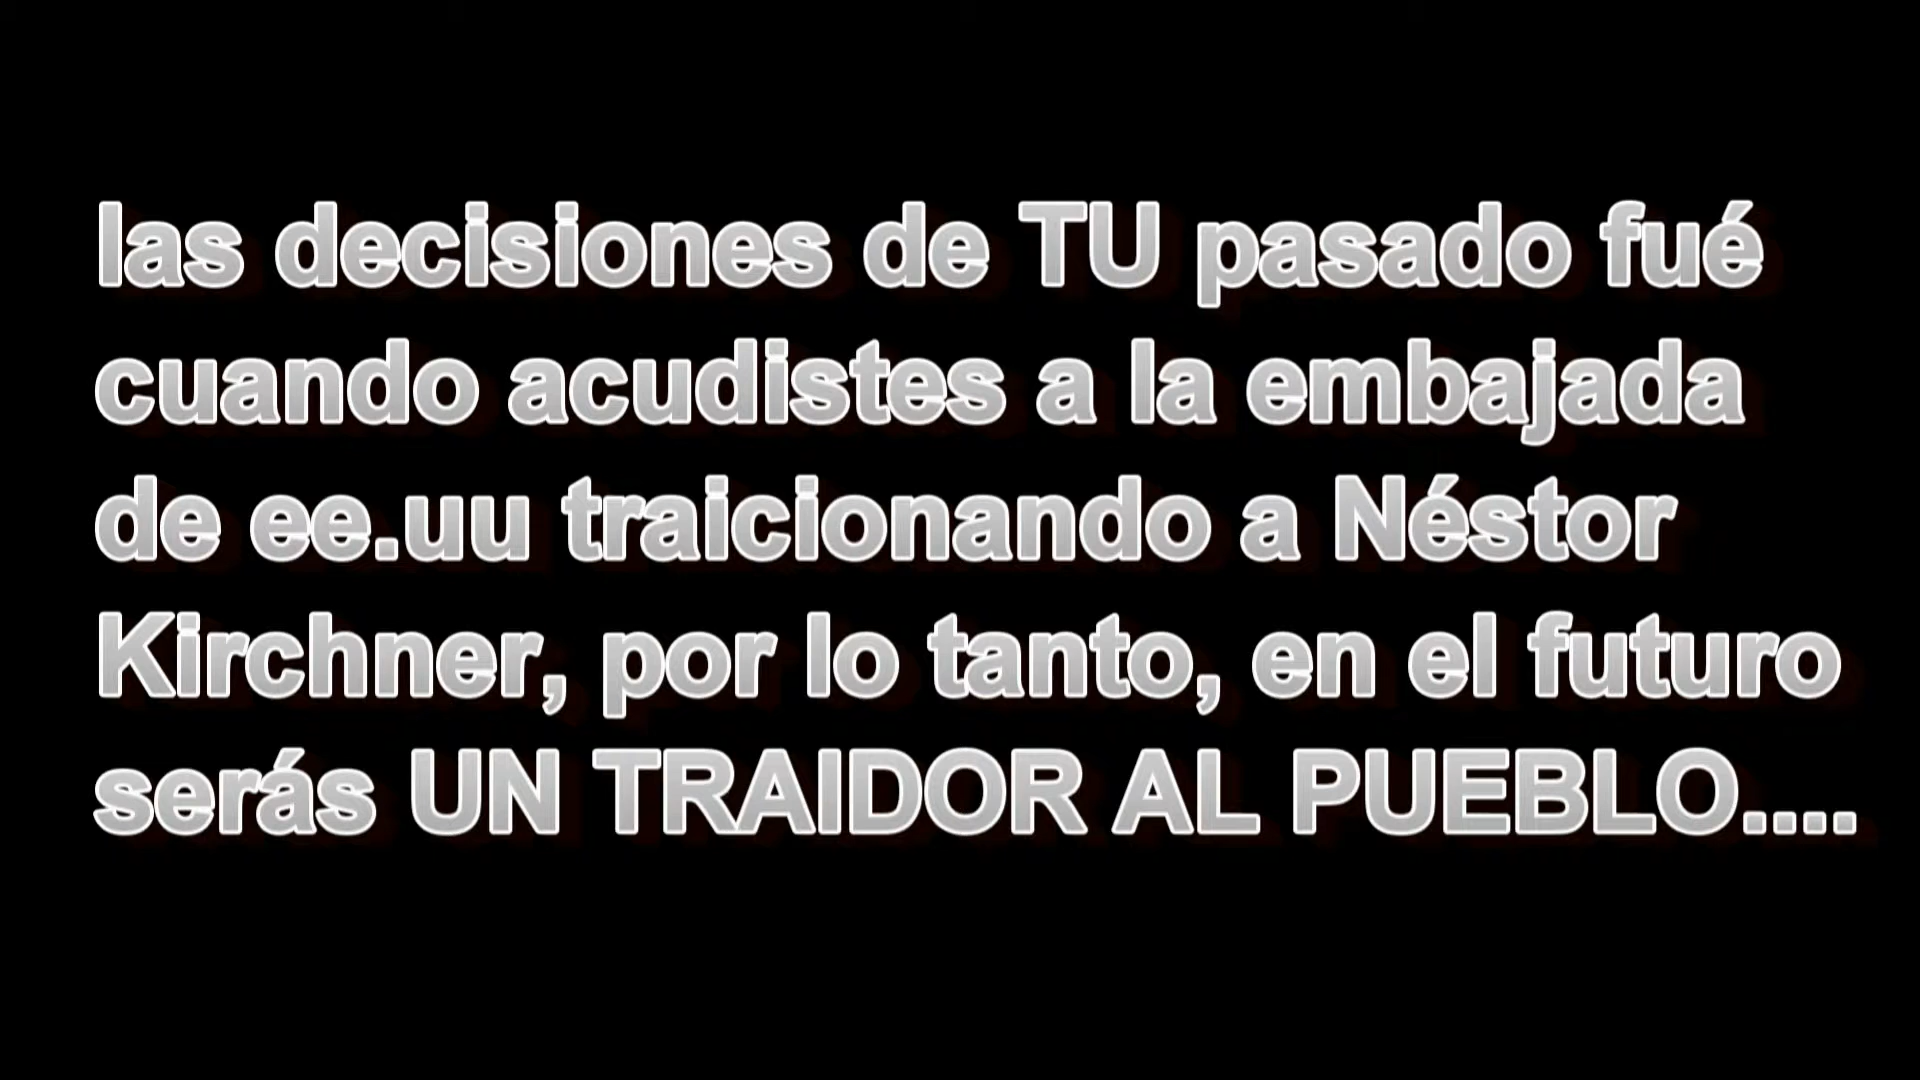 las decisiones de TU pasado fué
cuando acudistes a la embajada
de ee.uu traicionando a Néstor
Kirchner, por lo tanto, en el futuro
serás UN TRAIDOR AL PUEBLO....